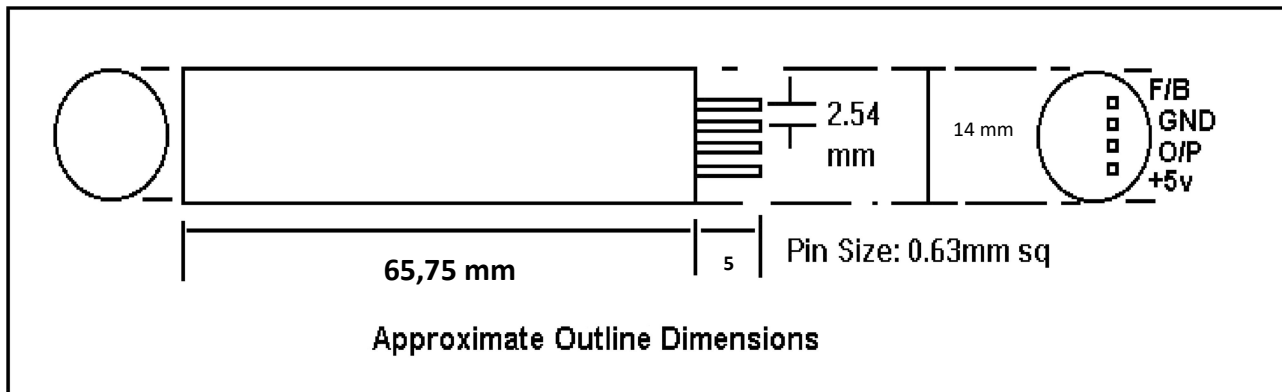 F/B
GND
O/P
+5v
2.54
mm
14 mm
65,75 mm
5
Pin Size: 0.63mm sq
Approximate Outline Dimensions